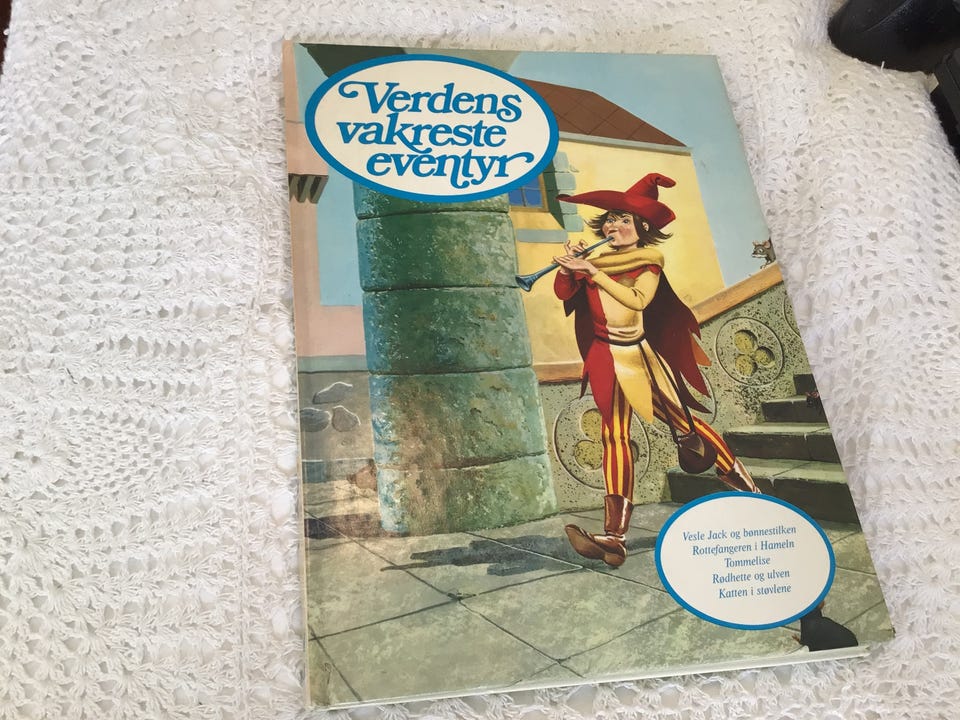 Verdens
vakreste
eventyr
Vesle Jack og bønnestilken
Rottefangeren i Hameln
Tommelise
Rødhette og ulven
Katten i støvlene